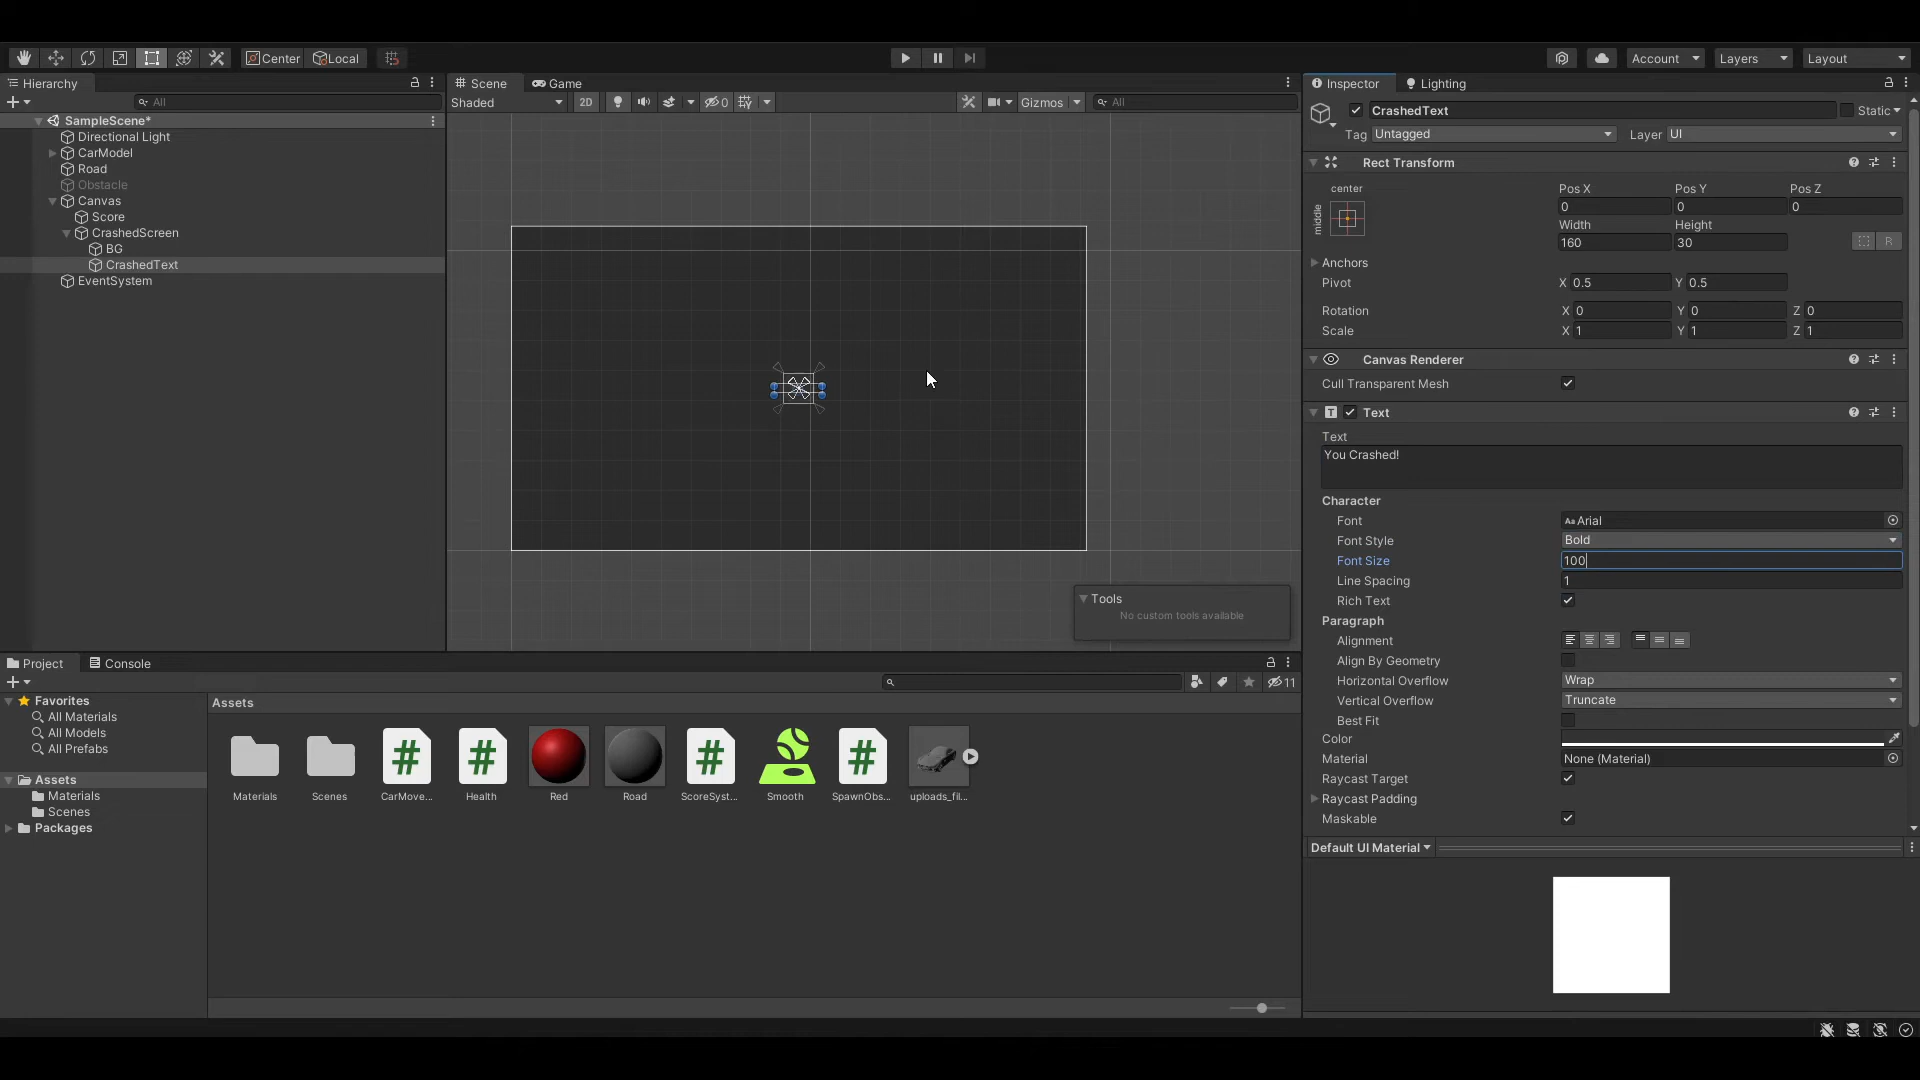 Center
Local
Account
Layers
Layout
Hierarchy
All
SampleScene*
Directional Light
CarModel
Road
Obstacle
Canvas
Score
CrashedScreen
BG
CrashedText
EventSystem
Scene
Game
Shaded
2D
0
Gizmos
All
Tools
No custom tools available
Inspector
Lighting
CrashedText
Static
Tag
Untagged
Layer
UI
Rect Transform
center
middle
Pos X
Pos Y
Pos Z
0
0
0
Width
Height
160
30
R
Anchors
Pivot
X 0.5
Y 0.5
Rotation
X 0
Y 0
Z 0
Scale
X 1
Y 1
Z 1
Canvas Renderer
Cull Transparent Mesh
Text
Text
You Crashed!
Character
Font
Aa Arial
Font Style
Bold
Font Size
100
Line Spacing
1
Rich Text
Paragraph
Alignment
Align By Geometry
Horizontal Overflow
Wrap
Vertical Overflow
Truncate
Best Fit
Color
Material
None (Material)
Raycast Target
Raycast Padding
Maskable
Default UI Material
Project
Console
11
Favorites
All Materials
All Models
All Prefabs
Assets
Materials
Scenes
Packages
Assets
Materials
Scenes
CarMove...
Health
Red
Road
ScoreSyst...
Smooth
SpawnObs...
uploads_fil...